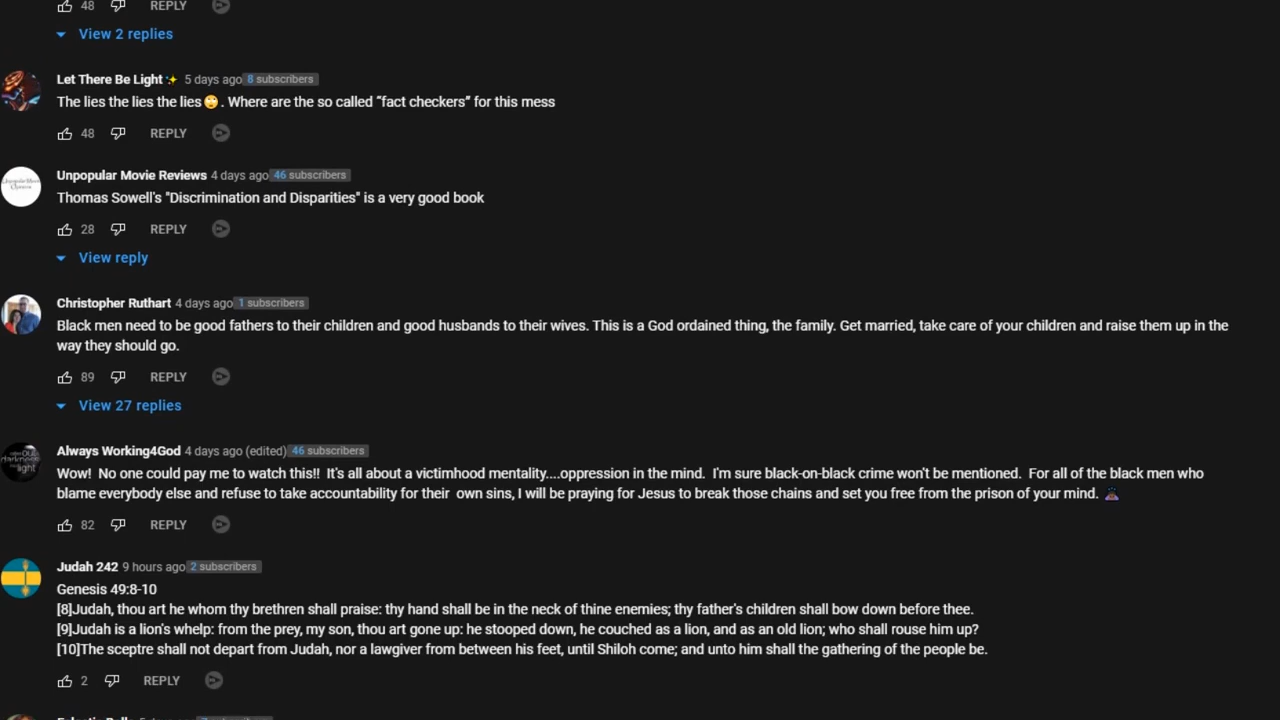 48 REPLY
View 2 replies
Let There Be Light✨ 5 days ago 8 subscribers
The lies the lies the lies🙄. Where are the so called “fact checkers” for this mess
48 REPLY
Unpopular Movie Reviews 4 days ago 46 subscribers
Thomas Sowell's "Discrimination and Disparities" is a very good book
28 REPLY
View reply
Christopher Ruthart 4 days ago 1 subscribers
Black men need to be good fathers to their children and good husbands to their wives. This is a God ordained thing, the family. Get married, take care of your children and raise them up in the
way they should go.
89 REPLY
View 27 replies
Always Working4God 4 days ago (edited) 46 subscribers
Wow! No one could pay me to watch this!! It's all about a victimhood mentality....oppression in the mind. I'm sure black-on-black crime won't be mentioned. For all of the black men who
blame everybody else and refuse to take accountability for their own sins, I will be praying for Jesus to break those chains and set you free from the prison of your mind.
82 REPLY
Judah 242 9 hours ago 2 subscribers
Genesis 49:8-10
[8]Judah, thou art he whom thy brethren shall praise: thy hand shall be in the neck of thine enemies; thy father's children shall bow down before thee.
[9]Judah is a lion's whelp: from the prey, my son, thou art gone up: he stooped down, he couched as a lion, and as an old lion; who shall rouse him up?
[10]The sceptre shall not depart from Judah, nor a lawgiver from between his feet, until Shiloh come; and unto him shall the gathering of the people be.
2 REPLY